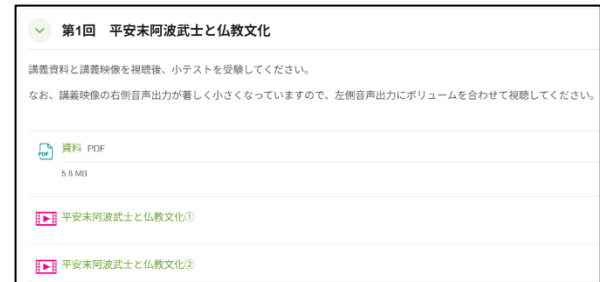 第1回　平安末阿波武士と仏教文化
講義資料と講義映像を視聴後、小テストを受験してください。
なお、講義映像の右側音声出力が著しく小さくなっていますので、左側音声出力にボリュームを合わせて視聴してください。
PDF
資料 PDF
5.8 MB
平安末阿波武士と仏教文化①
平安末阿波武士と仏教文化②